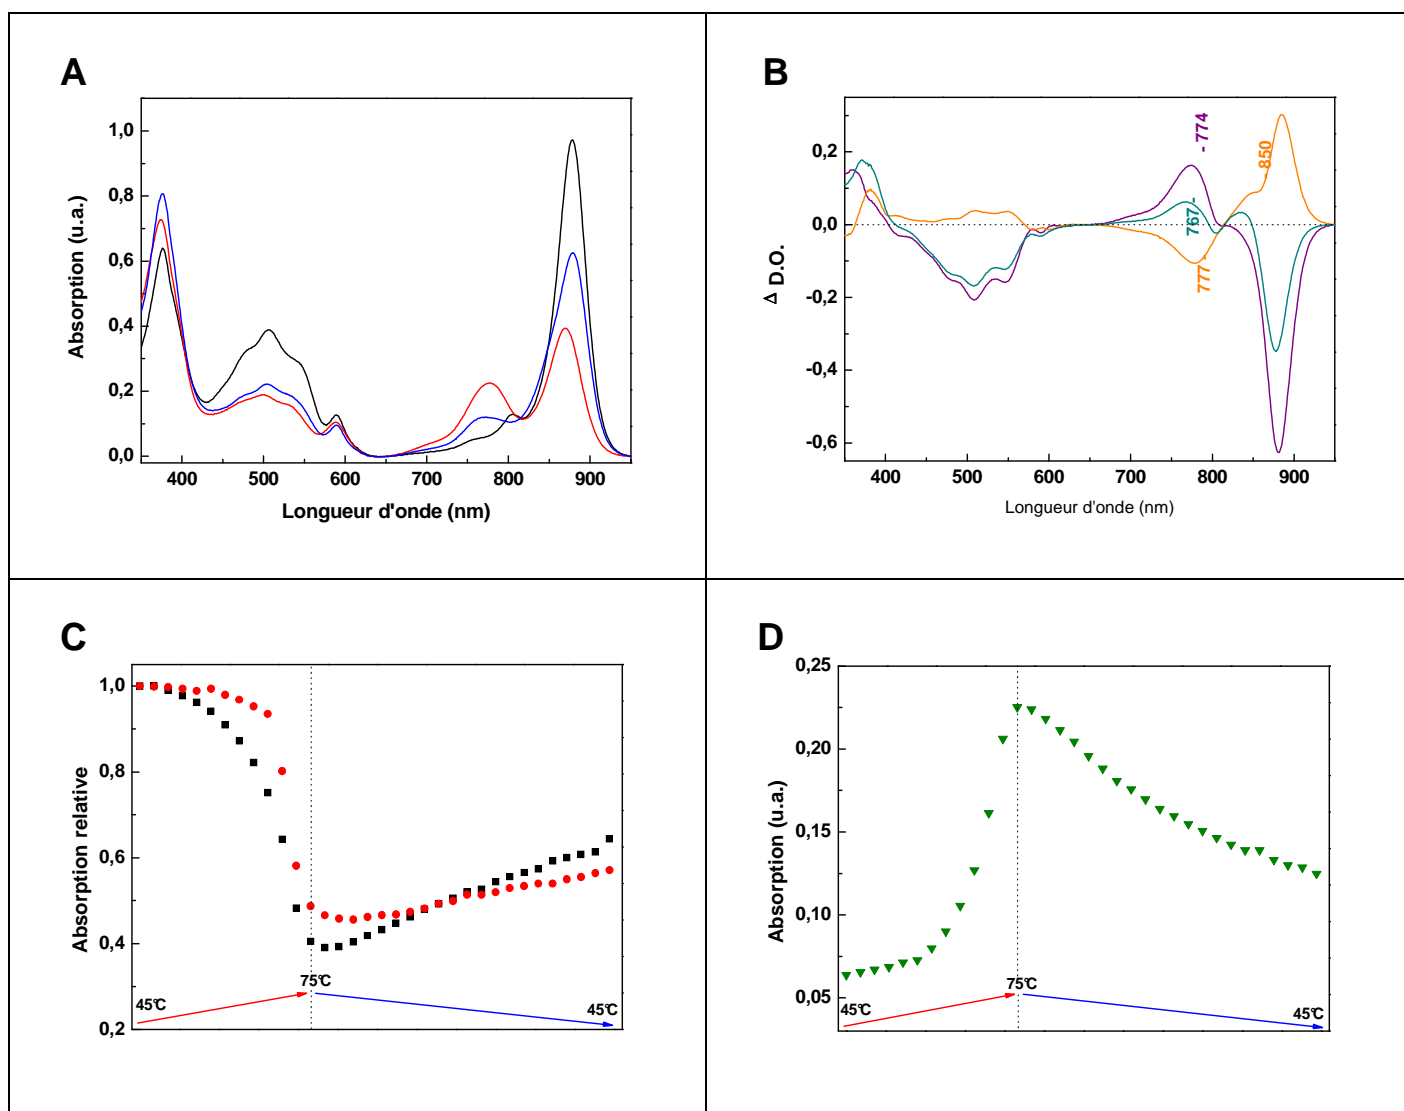 A
Absorption (u.a.)
1,0
0,8
0,6
0,4
0,2
0,0
400 500 600 700 800 900
Longueur d'onde (nm)
B
Δ D.O.
0,2
0,0
-0,2
-0,4
-0,6
- 774
- 850
767 -
777 -
400 500 600 700 800 900
Longueur d'onde (nm)
C
Absorption relative
1,0
0,8
0,6
0,4
0,2
45°C
75°C
45°C
D
Absorption (u.a.)
0,25
0,20
0,15
0,10
0,05
45°C
75°C
45°C